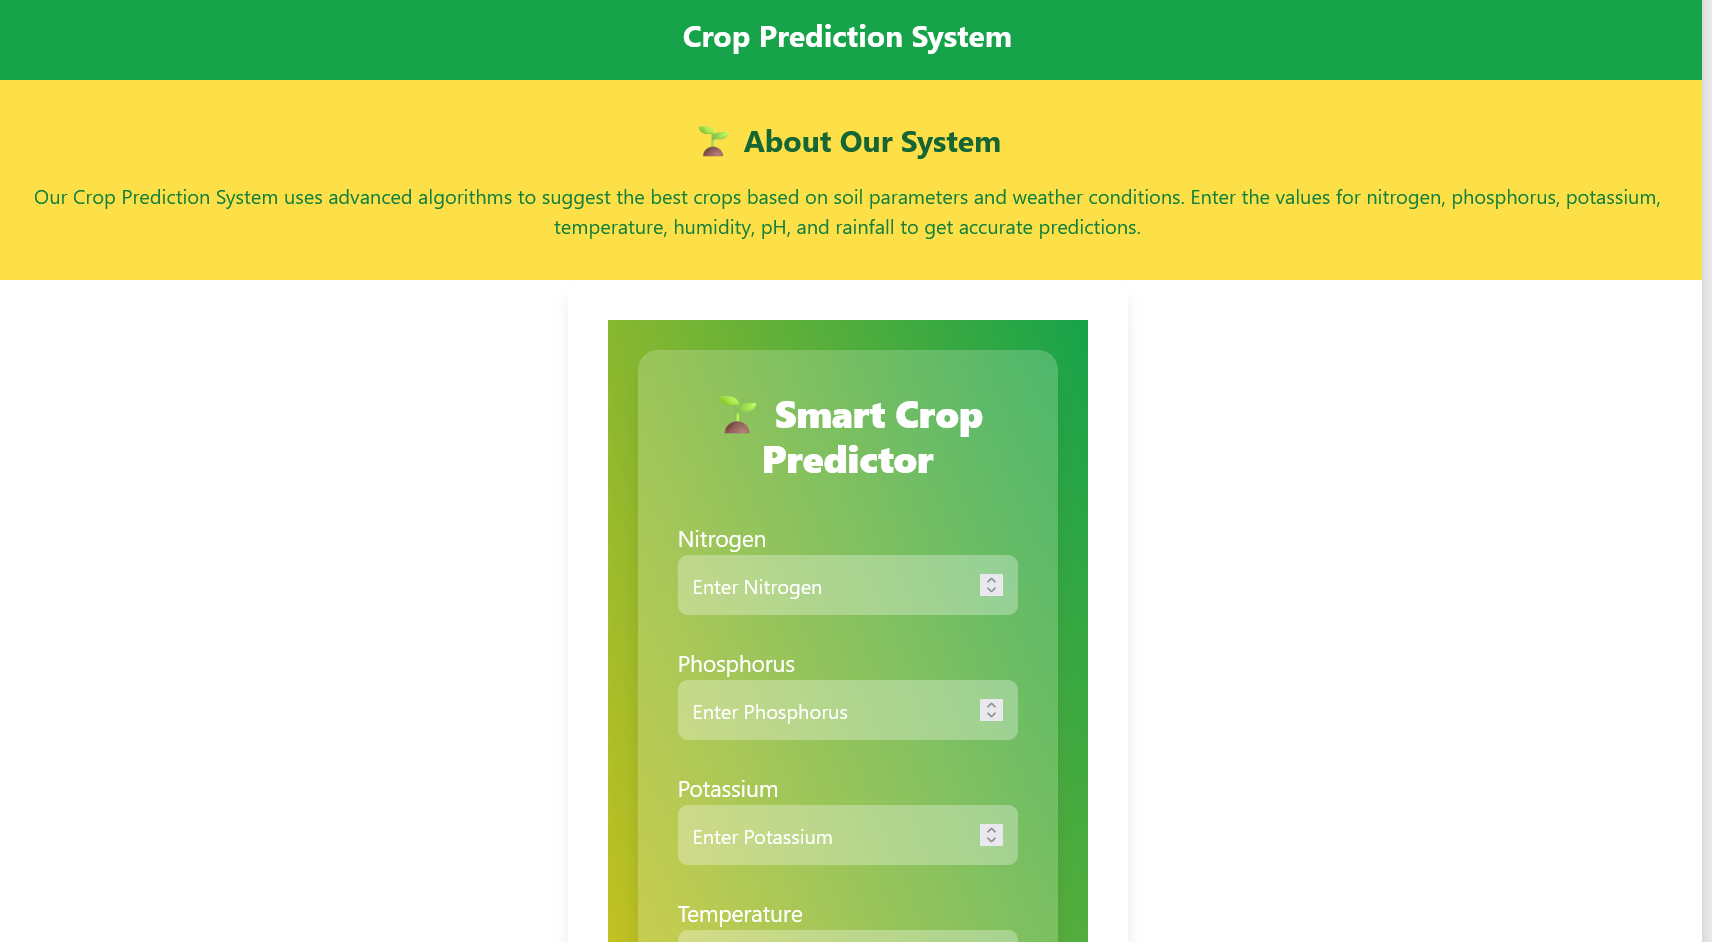 Crop Prediction System
About Our System
Our Crop Prediction System uses advanced algorithms to suggest the best crops based on soil parameters and weather conditions. Enter the values for nitrogen, phosphorus, potassium,
temperature, humidity, pH, and rainfall to get accurate predictions.
Smart Crop
Predictor
Nitrogen
Enter Nitrogen
Phosphorus
Enter Phosphorus
Potassium
Enter Potassium
Temperature